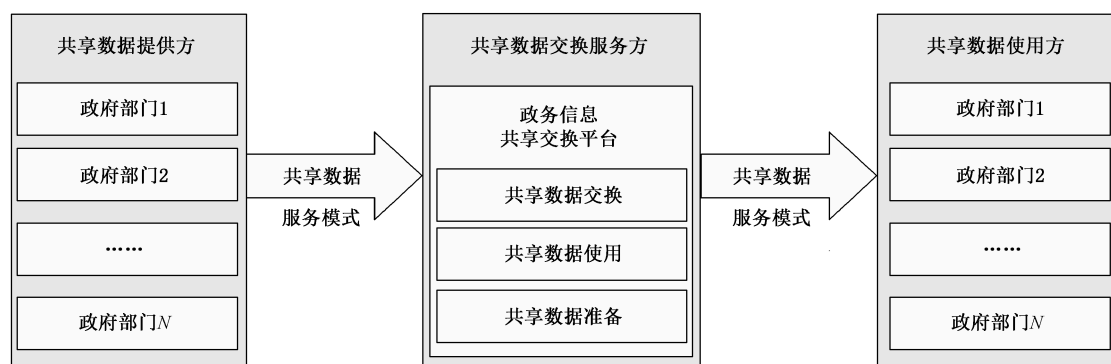 共享数据提供方
政府部门1
政府部门2
……
政府部门N
共享数据
服务模式
共享数据交换服务方
政务信息
共享交换平台
共享数据交换
共享数据使用
共享数据准备
共享数据
服务模式
共享数据使用方
政府部门1
政府部门2
……
政府部门N